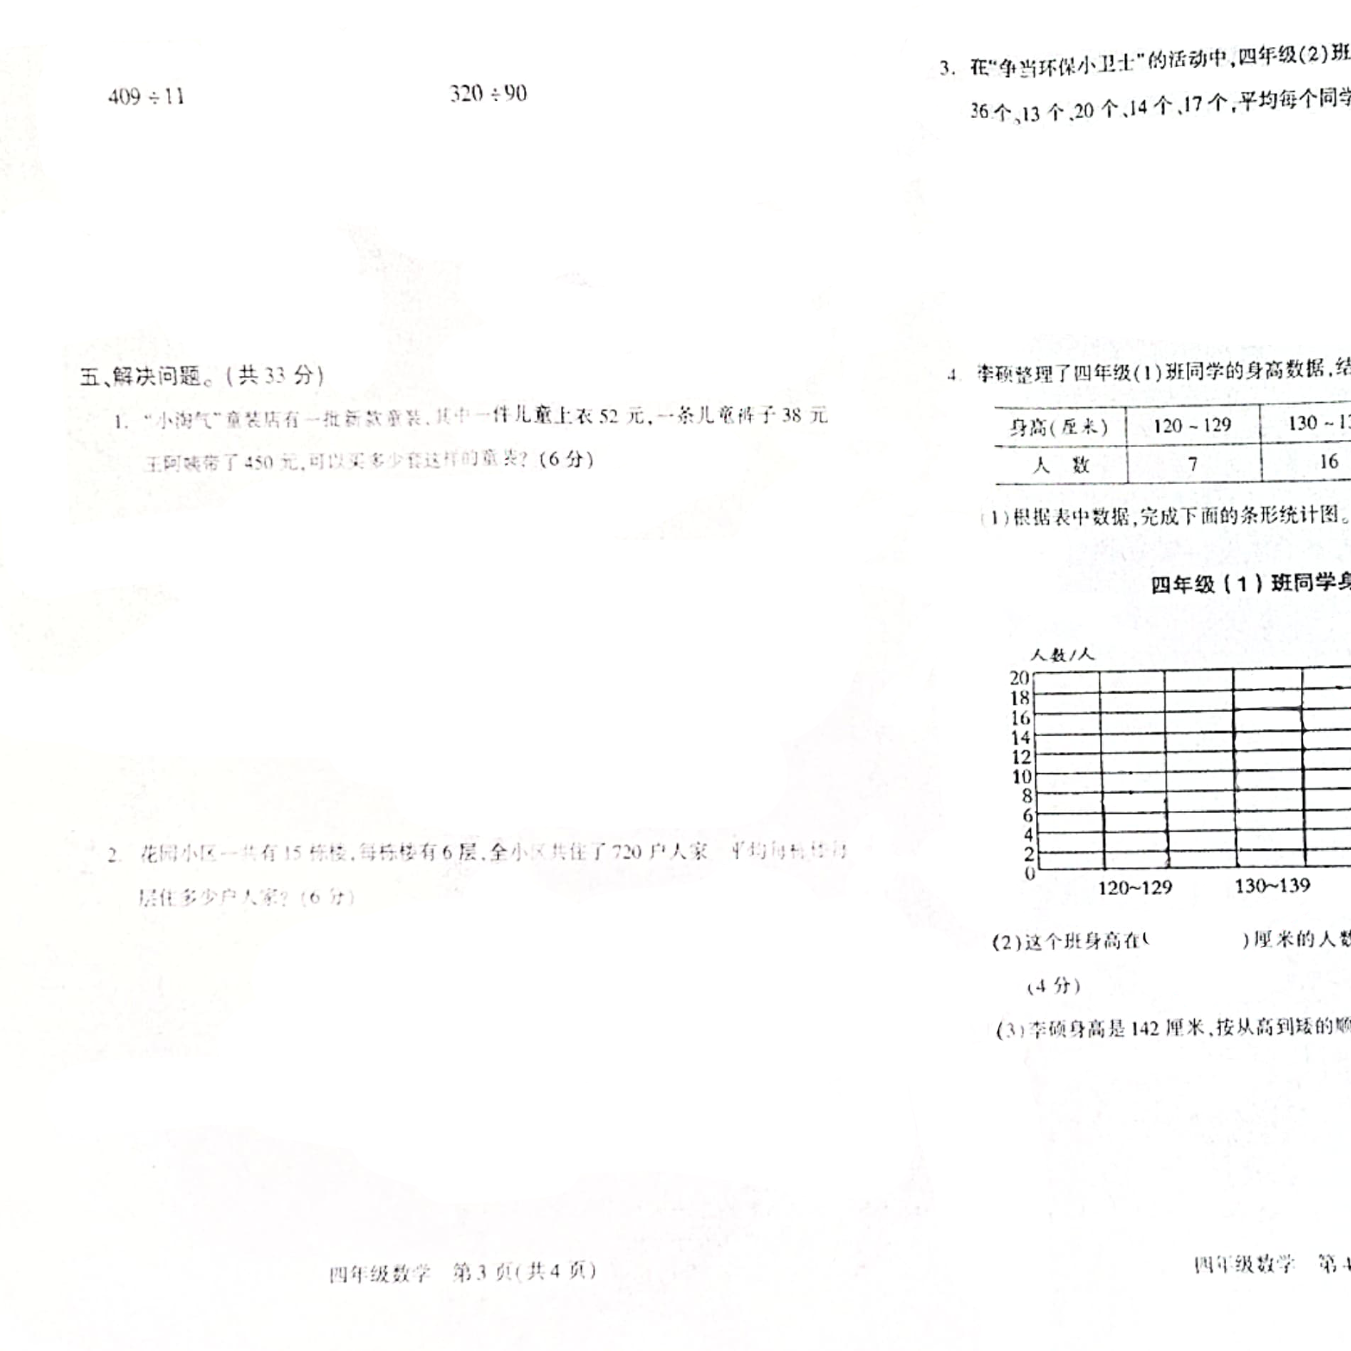 409÷11
320÷90
五、解决问题。(共 33 分)
1. “小淘气”童装店有一批新款童装,其中一件儿童上衣 52 元,一条儿童裤子 38 元
王阿姨带了 450 元,可以买多少套这样的童装? (6 分)
2. 花园小区一共有 15 栋楼,每栋楼有 6 层,全小区共住了 720 户人家 平均每栋楼每
层住多少户人家? (6 分)
四年级数学 第 3 页(共 4 页)
3. 在“争当环保小卫士”的活动中,四年级(2)班
36 个、13 个、20 个、14 个、17 个,平均每个同学
4. 李硕整理了四年级(1)班同学的身高数据,结
身高(厘米) 120~129 130~13
人 数 7 16
(1)根据表中数据,完成下面的条形统计图。
四年级(1)班同学身
人数/人
20
18
16
14
12
10
8
6
4
2
0
120~129 130~139
(2)这个班身高在( )厘米的人数
(4 分)
(3)李硕身高是 142 厘米,按从高到矮的顺
四年级数学 第 4